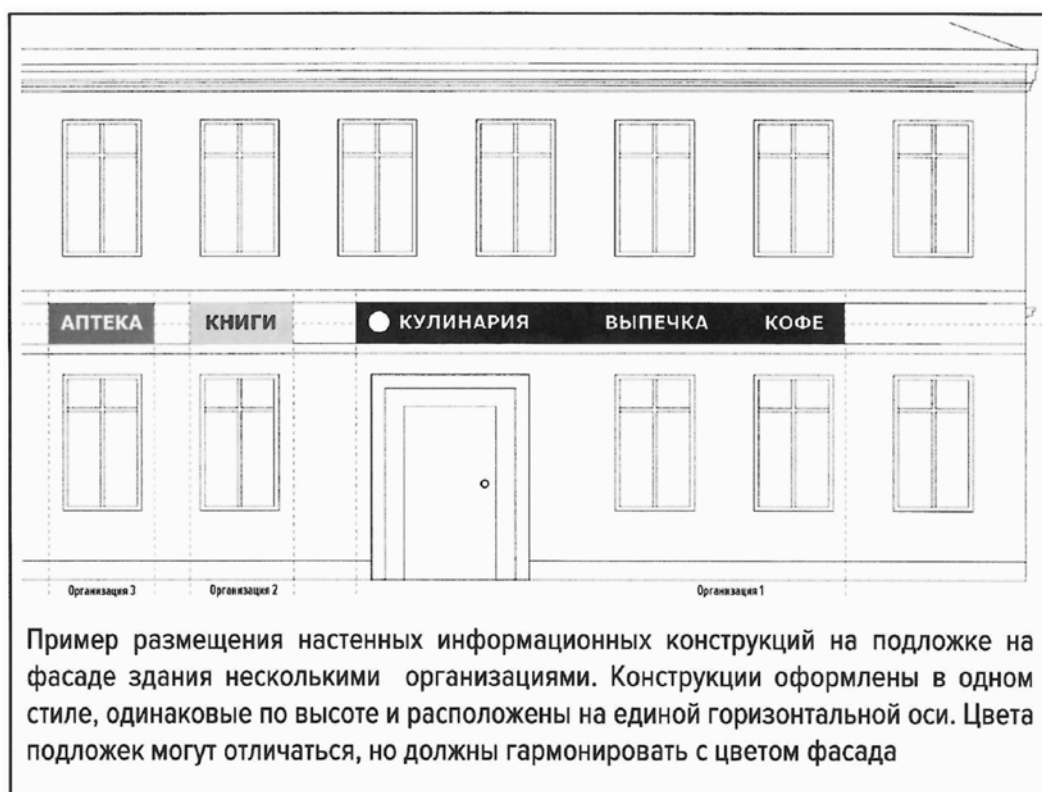 АПТЕКА КНИГИ КУЛИНАРИЯ ВЫПЕЧКА КОФЕ
Организация 3 Организация 2 Организация 1
Пример размещения настенных информационных конструкций на подложке на
фасаде здания несколькими организациями. Конструкции оформлены в одном
стиле, одинаковые по высоте и расположены на единой горизонтальной оси. Цвета
подложек могут отличаться, но должны гармонировать с цветом фасада